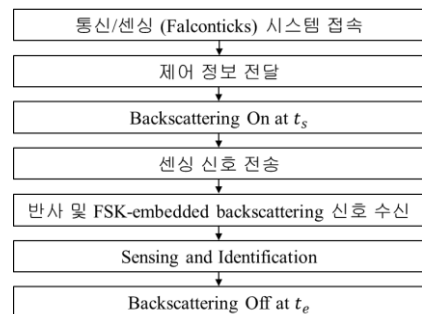 통신/센싱 (Falconticks) 시스템 접속
제어 정보 전달
Backscattering On at tₛ
센싱 신호 전송
반사 및 FSK-embedded backscattering 신호 수신
Sensing and Identification
Backscattering Off at tₑ